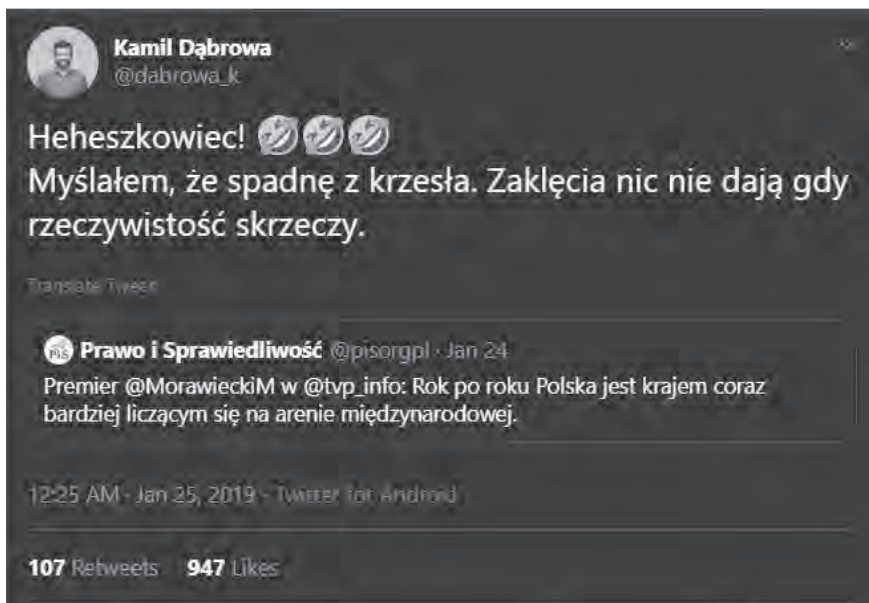 Kamil Dąbrowa
@dabrowa_k
Heheszkowiec! 🤣🤣🤣
Myślałem, że spadnę z krzesła. Zaklęcia nic nie dają gdy
rzeczywistość skrzeczy.
Translate Tweet
PiS Prawo i Sprawiedliwość @pisorgpl · Jan 24
Premier @MorawieckiM w @tvp_info: Rok po roku Polska jest krajem coraz
bardziej liczącym się na arenie międzynarodowej.
12:25 AM · Jan 25, 2019 · Twitter for Android
107 Retweets 947 Likes